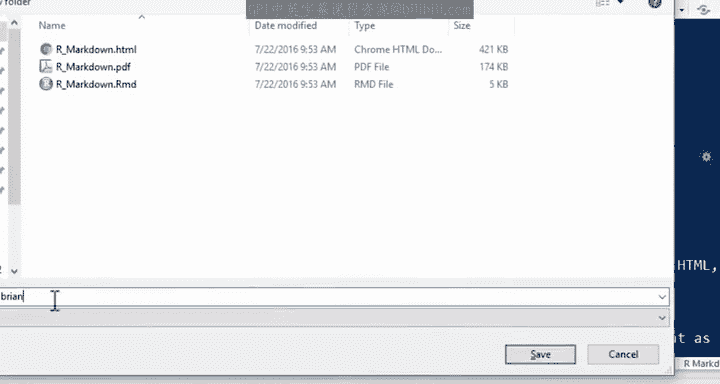 v folder
Name Date modified Type Size
R_Markdown.html 7/22/2016 9:53 AM Chrome HTML Do... 421 KB
R_Markdown.pdf 7/22/2016 9:53 AM PDF File 174 KB
R_Markdown.Rmd 7/22/2016 9:53 AM RMD File 5 KB
HTML,
brian
t as
Save Cancel
R Markd